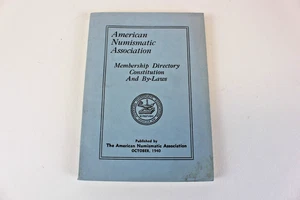 American
Numismatic
Association
Membership Directory
Constitution
And By-Laws
Published by
The American Numismatic Association
OCTOBER, 1940